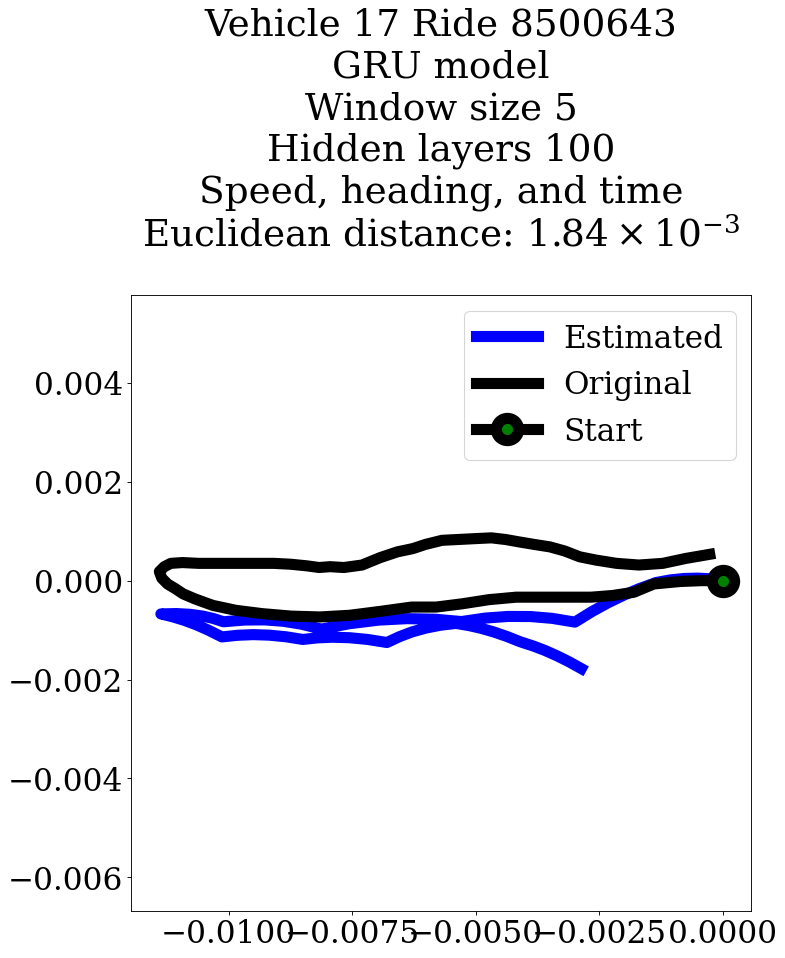 Vehicle 17 Ride 8500643
GRU model
Window size 5
Hidden layers 100
Speed, heading, and time
Euclidean distance: 1.84 × 10⁻³
Estimated
Original
Start
0.004
0.002
0.000
−0.002
−0.004
−0.006
−0.0100 −0.0075 −0.0050 −0.0025 0.0000